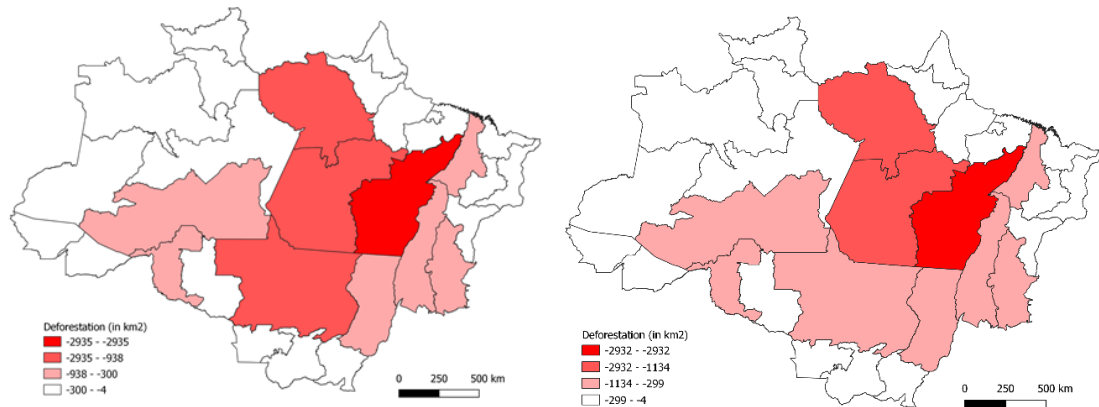 Deforestation (in km2)
-2935 - -2935
-2935 - -938
-938 - -300
-300 - -4
0 250 500 km
Deforestation (in km2)
-2932 - -2932
-2932 - -1134
-1134 - -299
-299 - -4
0 250 500 km